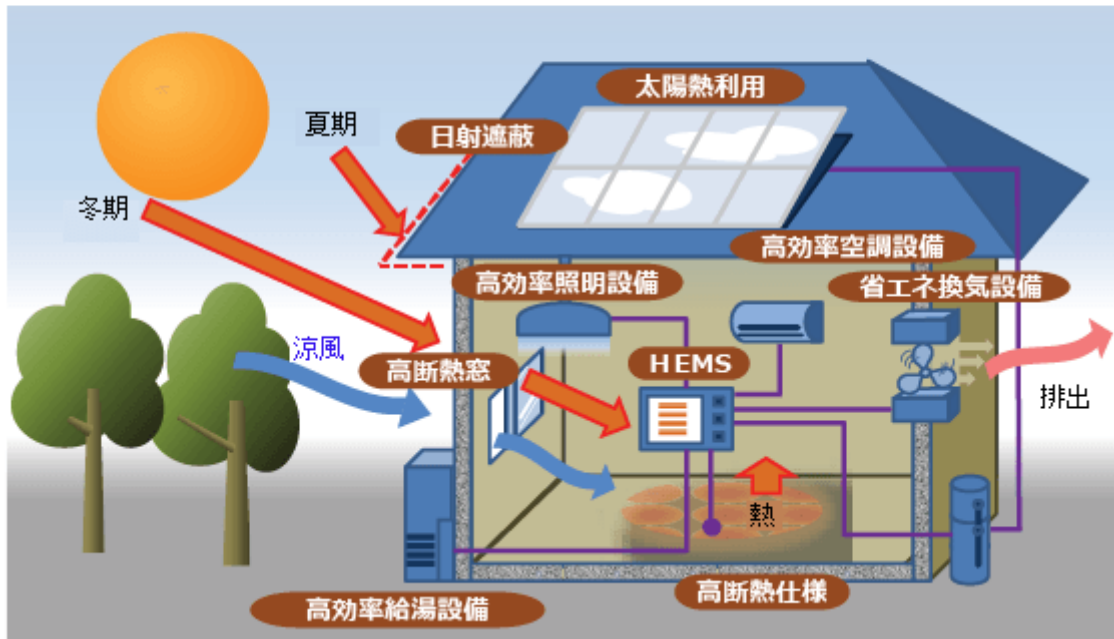 太陽熱利用
夏期
日射遮蔽
冬期
高効率空調設備
高効率照明設備
省エネ換気設備
涼風
高断熱窓
HEMS
排出
熱
高断熱仕様
高効率給湯設備